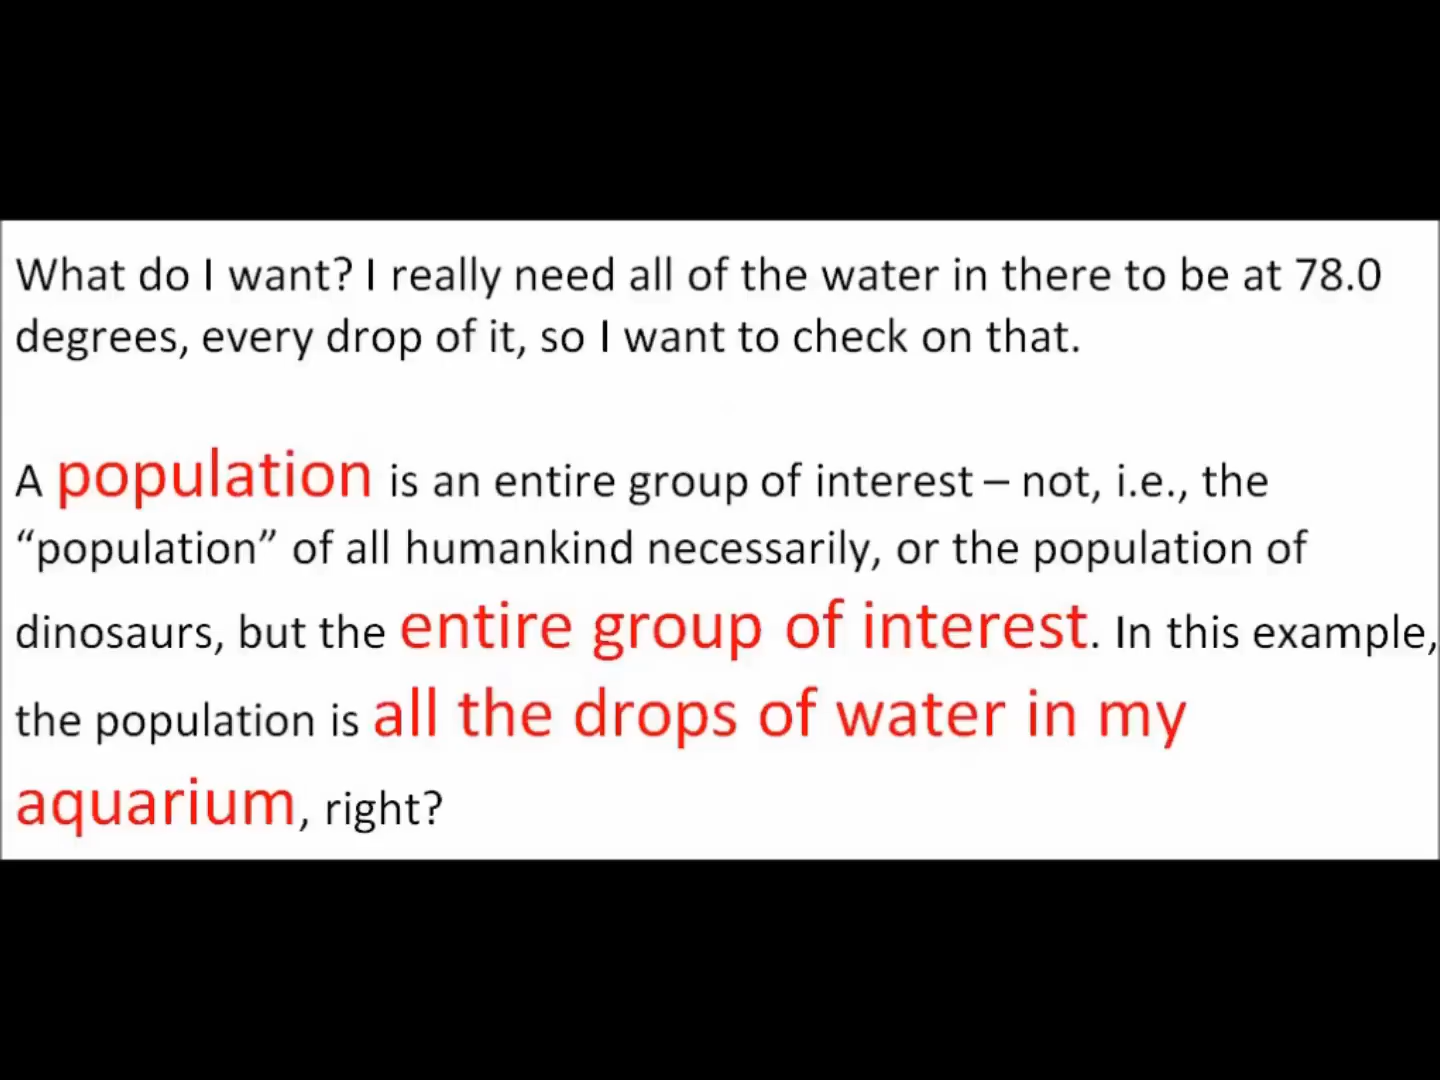 What do I want? I really need all of the water in there to be at 78.0
degrees, every drop of it, so I want to check on that.
A population is an entire group of interest – not, i.e., the
“population” of all humankind necessarily, or the population of
dinosaurs, but the entire group of interest. In this example,
the population is all the drops of water in my
aquarium, right?